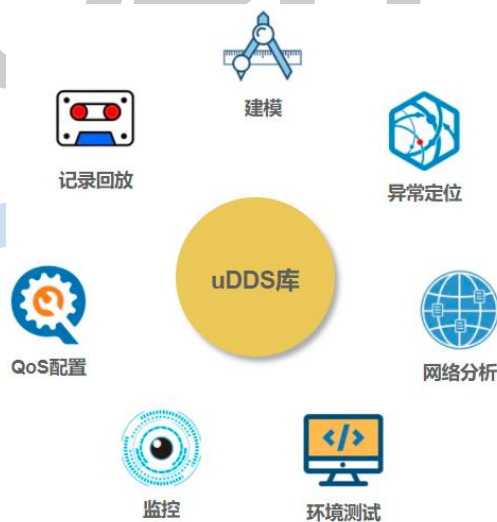 建模
记录回放
异常定位
uDDS库
QoS配置
网络分析
</>
监控
环境测试